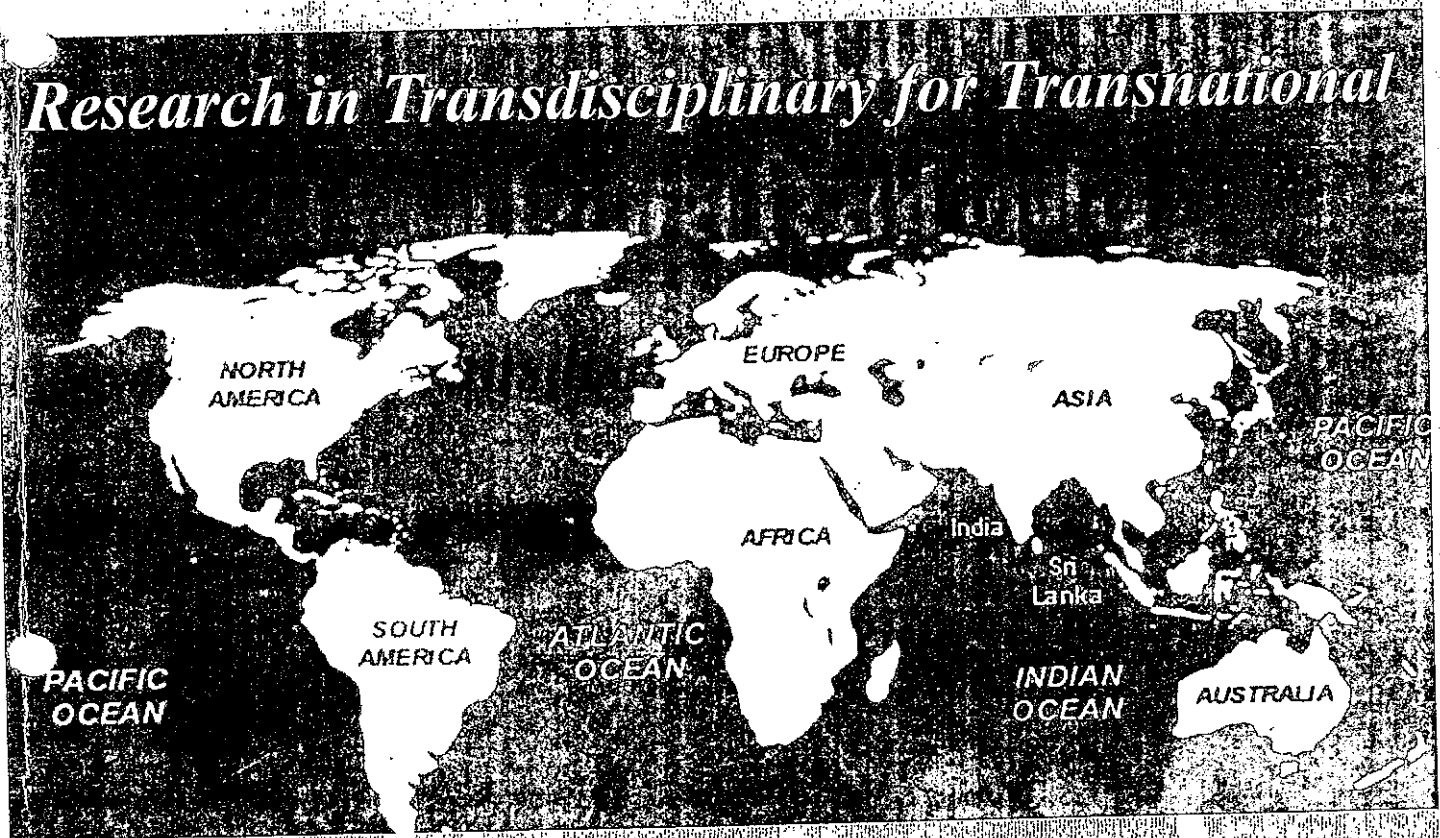 Research in Transdisciplinary for Transnational
NORTH
AMERICA
EUROPE
ASIA
PACIFIC
OCEAN
AFRICA
India
Sri
Lanka
SOUTH
AMERICA
ATLANTIC
OCEAN
PACIFIC
OCEAN
INDIAN
OCEAN
AUSTRALIA